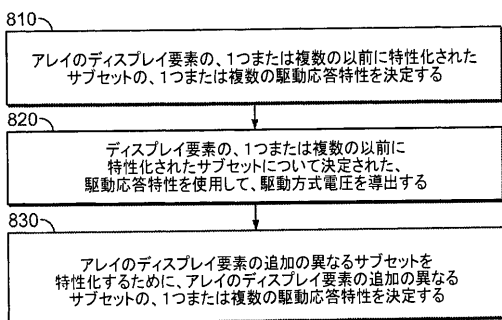 810
アレイのディスプレイ要素の、1つまたは複数の以前に特性化された
サブセットの、1つまたは複数の駆動応答特性を決定する
820
ディスプレイ要素の、1つまたは複数の以前に
特性化されたサブセットについて決定された、
駆動応答特性を使用して、駆動方式電圧を導出する
830
アレイのディスプレイ要素の追加の異なるサブセットを
特性化するために、アレイのディスプレイ要素の追加の異なる
サブセットの、1つまたは複数の駆動応答特性を決定する